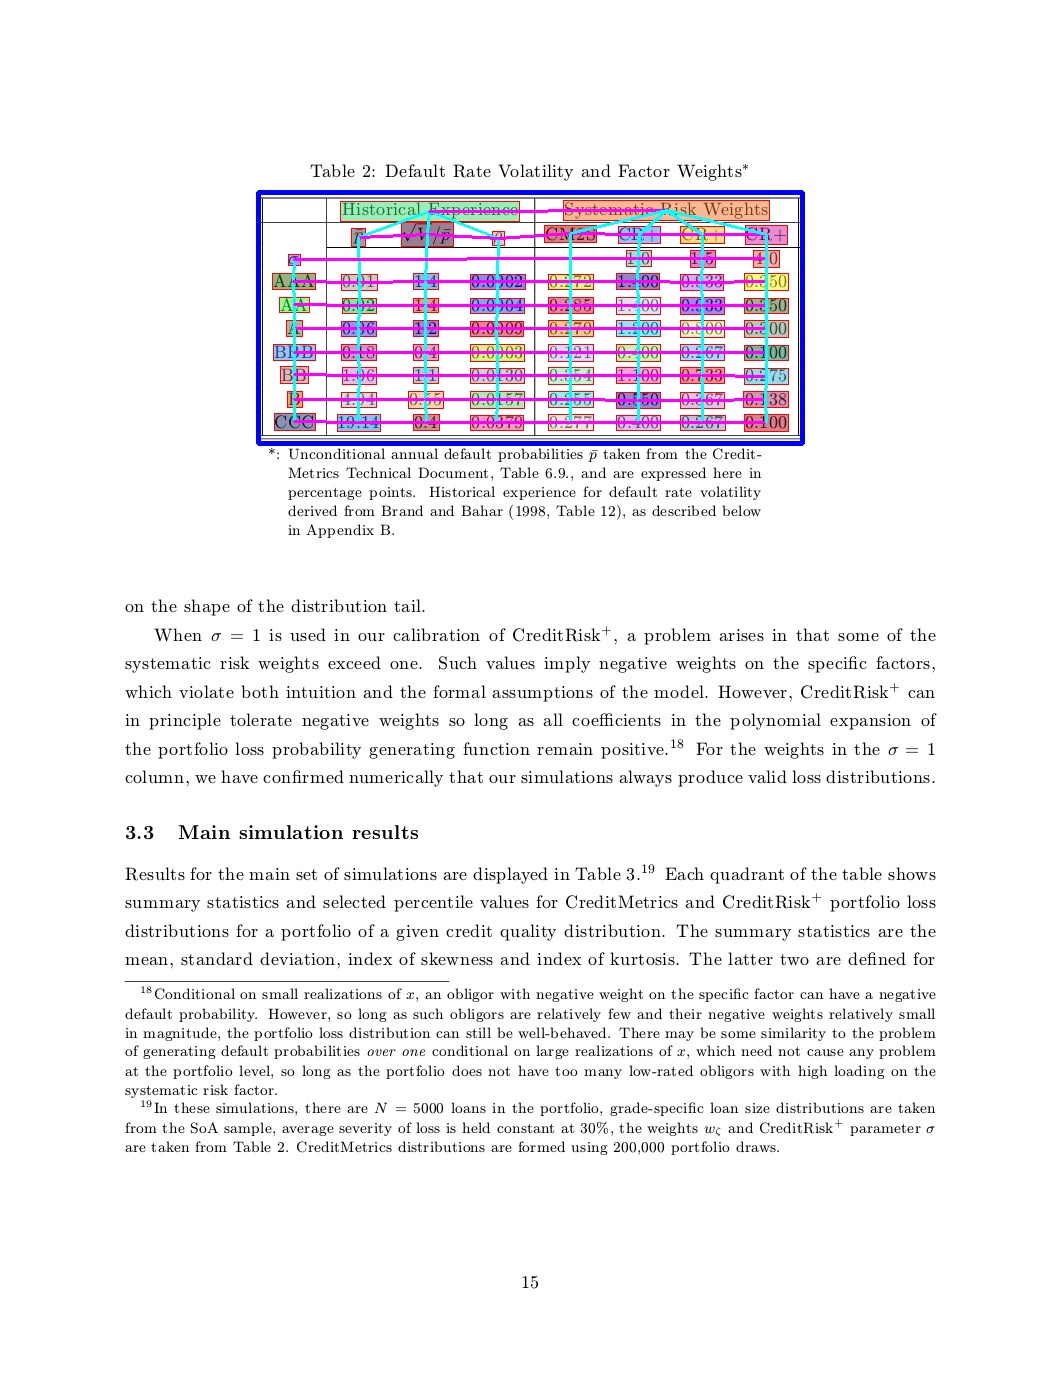 Table 2: Default Rate Volatility and Factor Weights*
Historical Experience Systematic Risk Weights
p̄ √V/p̄ CM2S CR+ CR+ CR+
σ 1.0 1.5 4.0
AAA 0.01 1.4 0.0002 0.272 1.400 0.933 0.350
AA 0.02 1.4 0.0004 0.285 1.400 0.933 0.350
A 0.06 1.2 0.0009 0.279 1.200 0.800 0.300
BBB 0.18 0.4 0.0003 0.121 0.400 0.267 0.100
BB 1.06 1.1 0.0130 0.354 1.100 0.733 0.275
B 4.94 0.55 0.0157 0.255 0.550 0.367 0.138
CCC 19.14 0.4 0.0379 0.277 0.400 0.267 0.100
*: Unconditional annual default probabilities p̄ taken from the Credit-
Metrics Technical Document, Table 6.9., and are expressed here in
percentage points. Historical experience for default rate volatility
derived from Brand and Bahar (1998, Table 12), as described below
in Appendix B.
on the shape of the distribution tail.
When σ = 1 is used in our calibration of CreditRisk⁺, a problem arises in that some of the
systematic risk weights exceed one. Such values imply negative weights on the specific factors,
which violate both intuition and the formal assumptions of the model. However, CreditRisk⁺ can
in principle tolerate negative weights so long as all coefficients in the polynomial expansion of
the portfolio loss probability generating function remain positive.¹⁸ For the weights in the σ = 1
column, we have confirmed numerically that our simulations always produce valid loss distributions.
3.3 Main simulation results
Results for the main set of simulations are displayed in Table 3.¹⁹ Each quadrant of the table shows
summary statistics and selected percentile values for CreditMetrics and CreditRisk⁺ portfolio loss
distributions for a portfolio of a given credit quality distribution. The summary statistics are the
mean, standard deviation, index of skewness and index of kurtosis. The latter two are defined for
¹⁸Conditional on small realizations of x, an obligor with negative weight on the specific factor can have a negative
default probability. However, so long as such obligors are relatively few and their negative weights relatively small
in magnitude, the portfolio loss distribution can still be well-behaved. There may be some similarity to the problem
of generating default probabilities over one conditional on large realizations of x, which need not cause any problem
at the portfolio level, so long as the portfolio does not have too many low-rated obligors with high loading on the
systematic risk factor.
¹⁹In these simulations, there are N = 5000 loans in the portfolio, grade-specific loan size distributions are taken
from the SoA sample, average severity of loss is held constant at 30%, the weights wζ and CreditRisk⁺ parameter σ
are taken from Table 2. CreditMetrics distributions are formed using 200,000 portfolio draws.
15